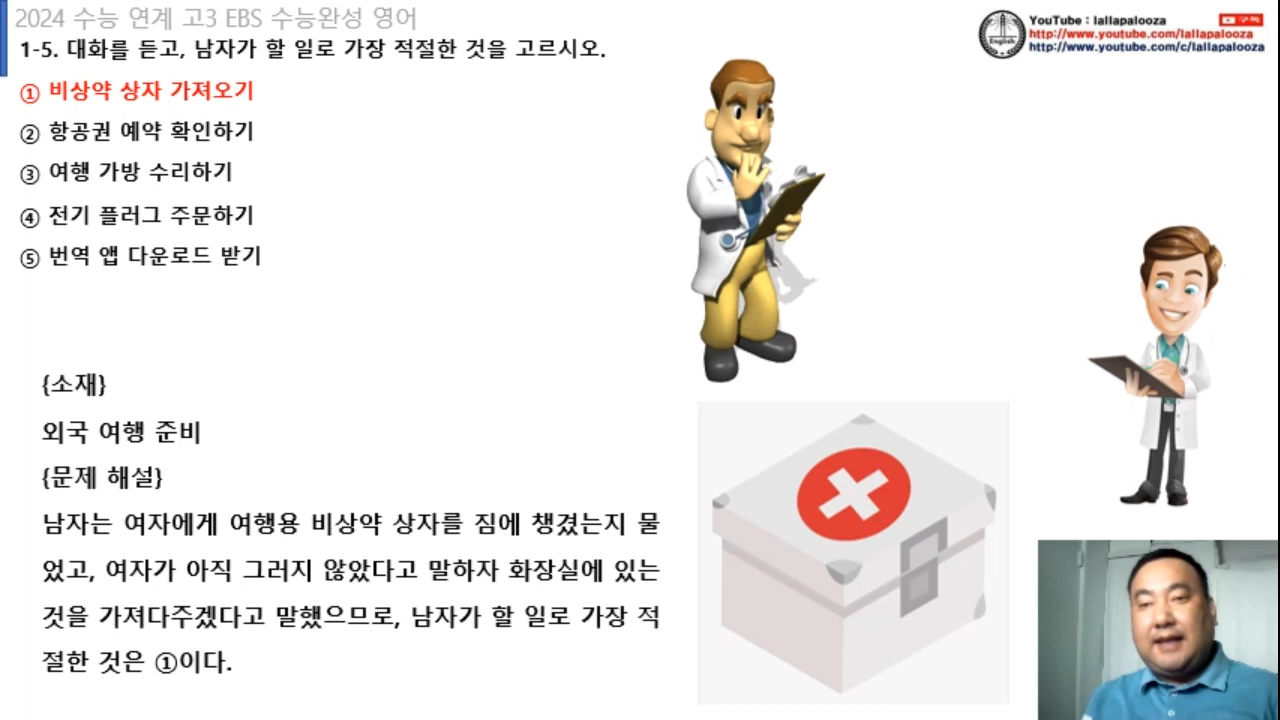 2024 수능 연계 고3 EBS 수능완성 영어
1-5. 대화를 듣고, 남자가 할 일로 가장 적절한 것을 고르시오.
① 비상약 상자 가져오기
② 항공권 예약 확인하기
③ 여행 가방 수리하기
④ 전기 플러그 주문하기
⑤ 번역 앱 다운로드 받기
{소재}
외국 여행 준비
{문제 해설}
남자는 여자에게 여행용 비상약 상자를 짐에 챙겼는지 물
었고, 여자가 아직 그러지 않았다고 말하자 화장실에 있는
것을 가져다주겠다고 말했으므로, 남자가 할 일로 가장 적
절한 것은 ①이다.
English
YouTube : lallapalooza
구독
http://www.youtube.com/lallapalooza
http://www.youtube.com/c/lallapalooza